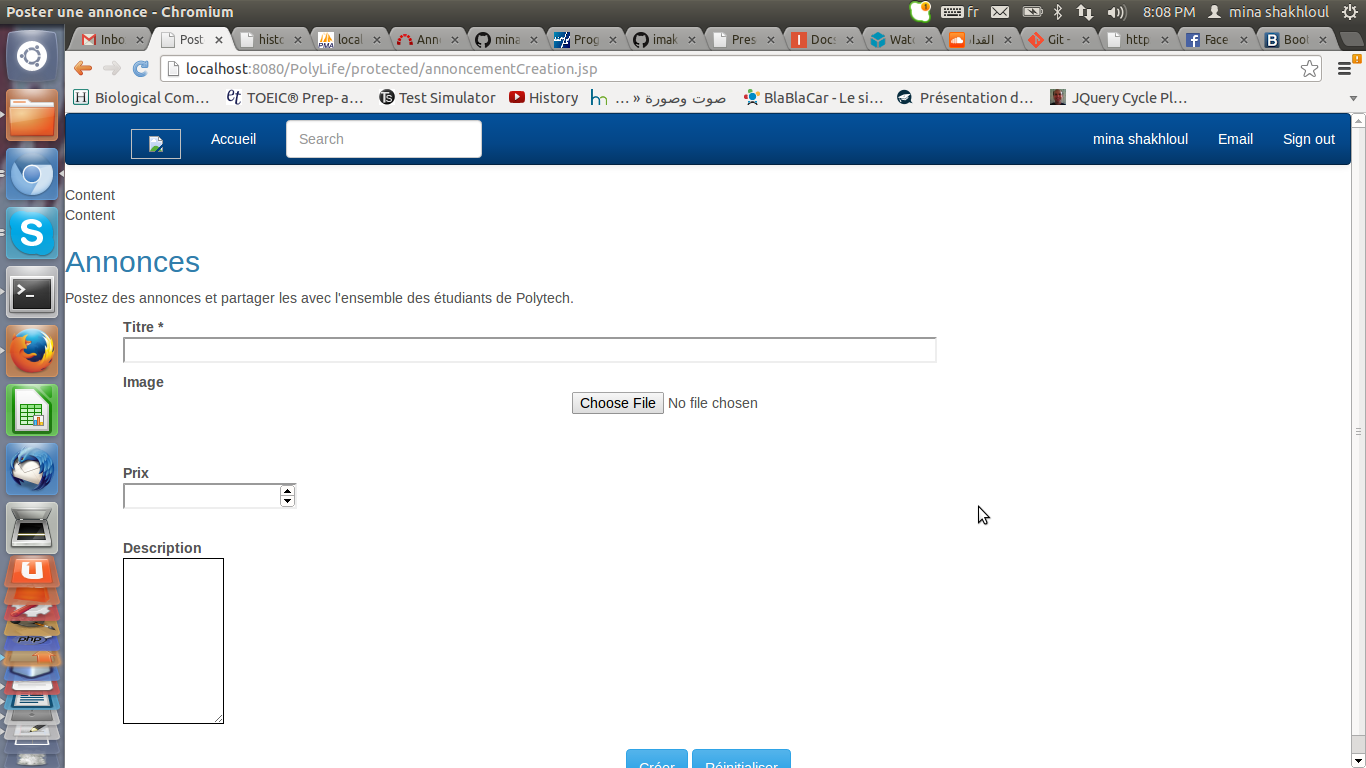 Poster une annonce - Chromium
1
fr
8:08 PM
mina shakhloul
Inbo
Post
histo
local
Anno
mina
Prog
imak
Pres
Docs
Wate
القدا
Git -
http
Face
Boot
localhost:8080/PolyLife/protected/annoncementCreation.jsp
Biological Com…
TOEIC® Prep- a…
Test Simulator
History
صوت وصورة » …
BlaBlaCar - Le si…
Présentation d…
JQuery Cycle Pl…
Accueil
Search
mina shakhloul
Email
Sign out
Content
Content
Annonces
Postez des annonces et partager les avec l'ensemble des étudiants de Polytech.
Titre *
Image
Choose File No file chosen
Prix
Description
Créer
Réinitialiser